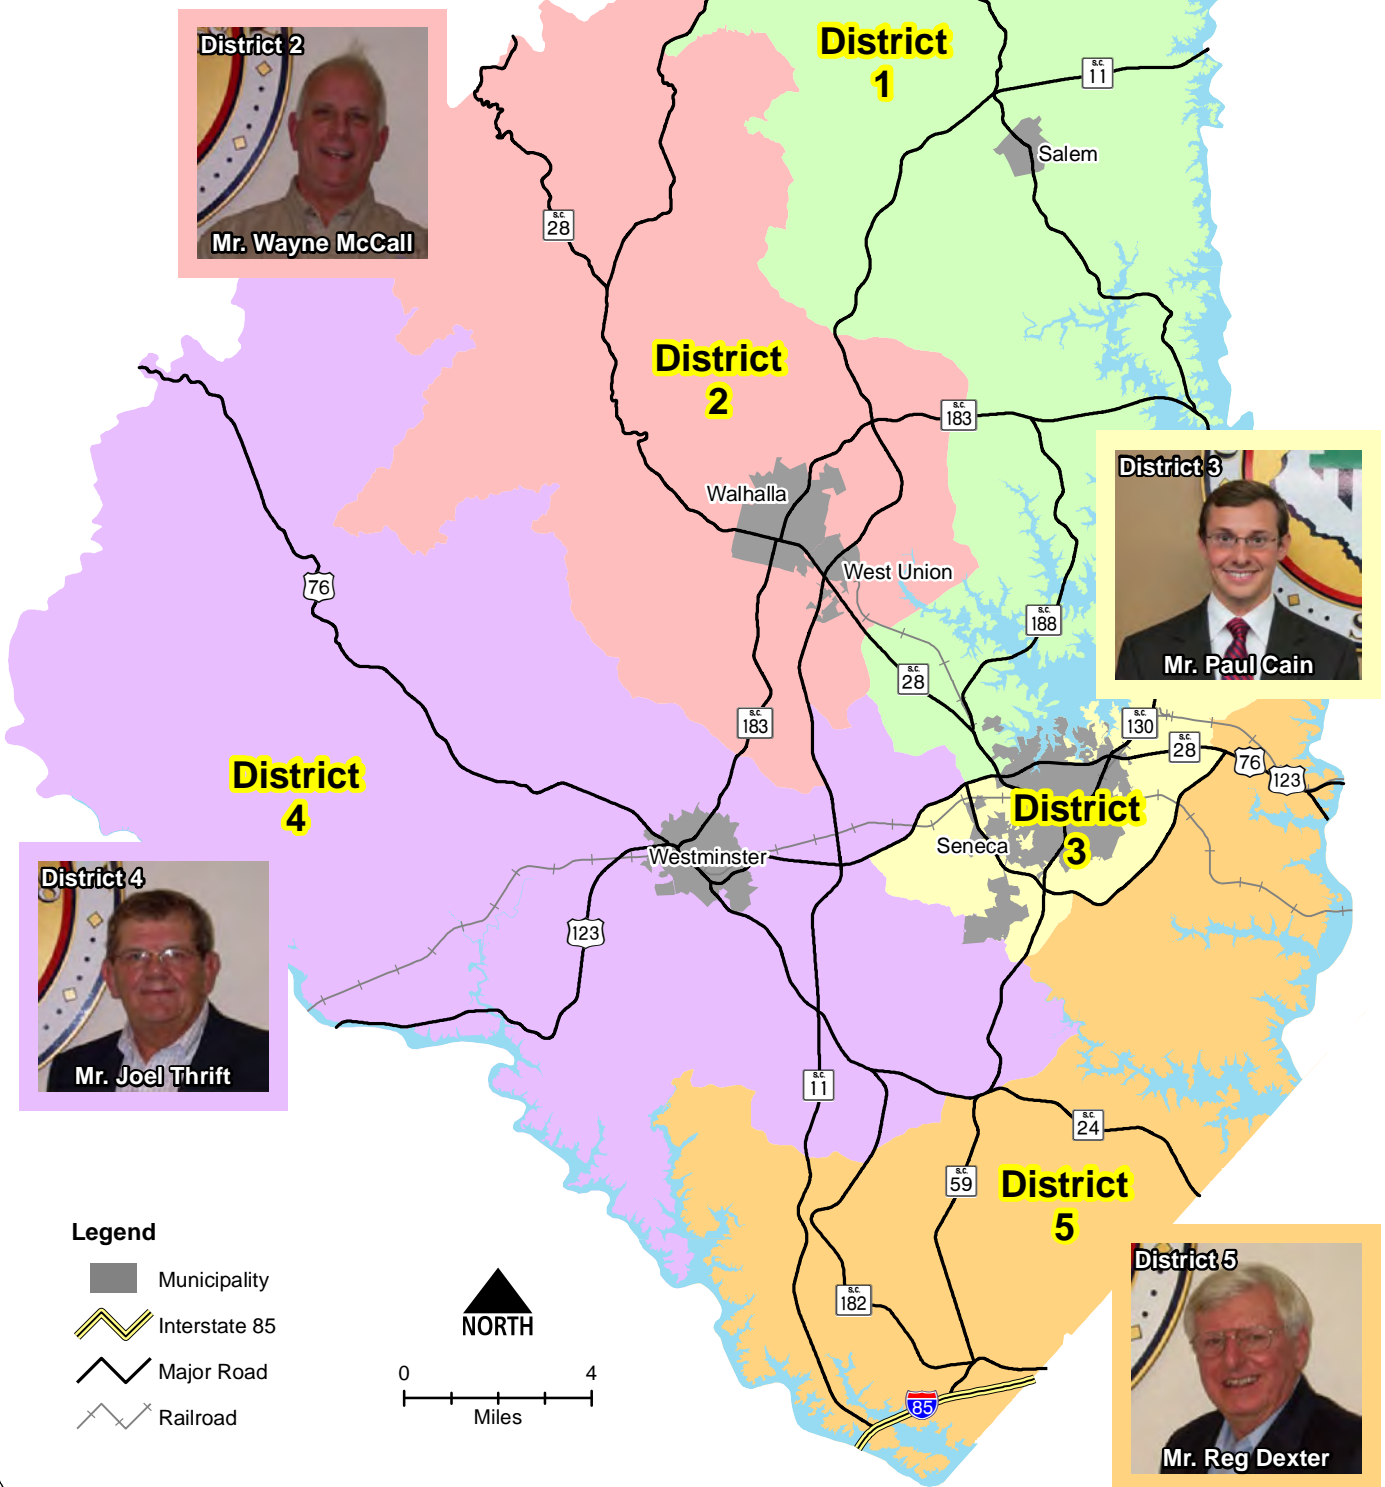 District 2
Mr. Wayne McCall
District
1
S.C.
11
Salem
S.C.
28
District
2
S.C.
183
Walhalla
West Union
District 3
Mr. Paul Cain
76
S.C.
188
S.C.
28
S.C.
183
S.C.
130
S.C.
28
76
123
District
4
District
3
Seneca
Westminster
District 4
Mr. Joel Thrift
123
S.C.
11
S.C.
24
S.C.
59
District
5
S.C.
182
85
District 5
Mr. Reg Dexter
Legend
Municipality
Interstate 85
Major Road
Railroad
NORTH
0 4
Miles